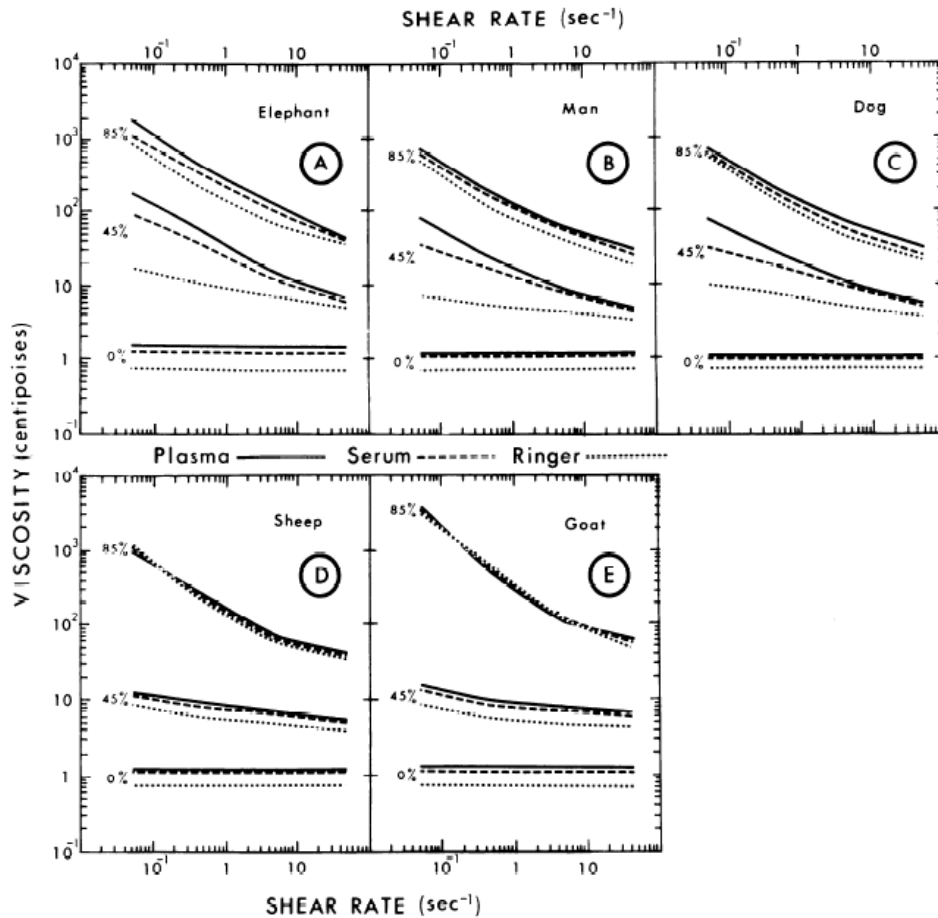 SHEAR RATE (sec⁻¹)
10⁻¹ 1 10 10⁻¹ 1 10 10⁻¹ 1 10
10⁴
10³
10²
10
1
10⁻¹
Elephant
A
85%
45%
0%
Man
B
85%
45%
0%
Dog
C
85%
45%
0%
VISCOSITY (centipoises)
Plasma Serum Ringer
10⁴
10³
10²
10
1
10⁻¹
Sheep
D
85%
45%
0%
Goat
E
85%
45%
0%
10⁻¹ 1 10 10⁻¹ 1 10
SHEAR RATE (sec⁻¹)